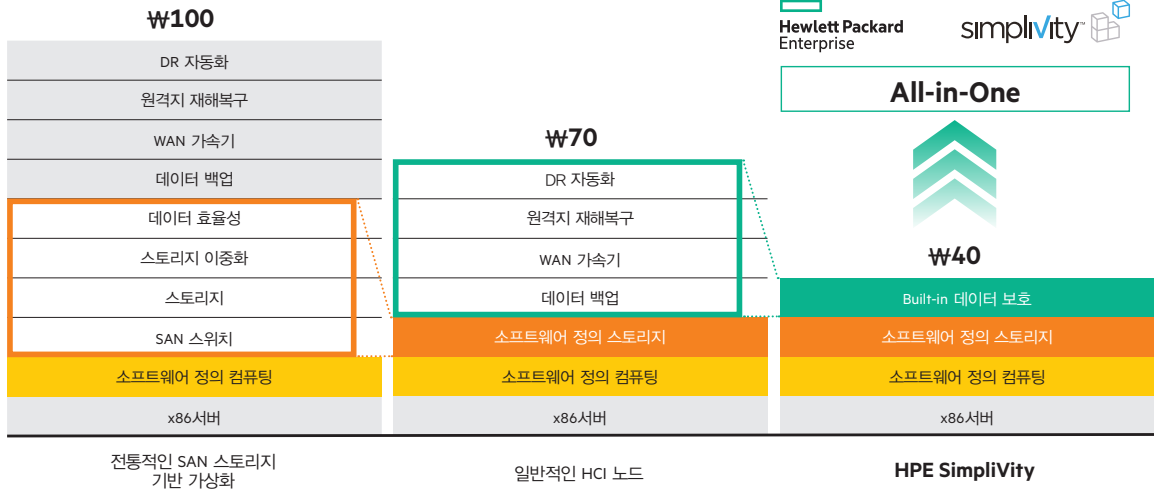 ₩100
DR 자동화
원격지 재해복구
WAN 가속기
데이터 백업
데이터 효율성
스토리지 이중화
스토리지
SAN 스위치
소프트웨어 정의 컴퓨팅
x86서버
전통적인 SAN 스토리지
기반 가상화
₩70
DR 자동화
원격지 재해복구
WAN 가속기
데이터 백업
소프트웨어 정의 스토리지
소프트웨어 정의 컴퓨팅
x86서버
일반적인 HCI 노드
Hewlett Packard
Enterprise
simplivity
All-in-One
₩40
Built-in 데이터 보호
소프트웨어 정의 스토리지
소프트웨어 정의 컴퓨팅
x86서버
HPE SimpliVity